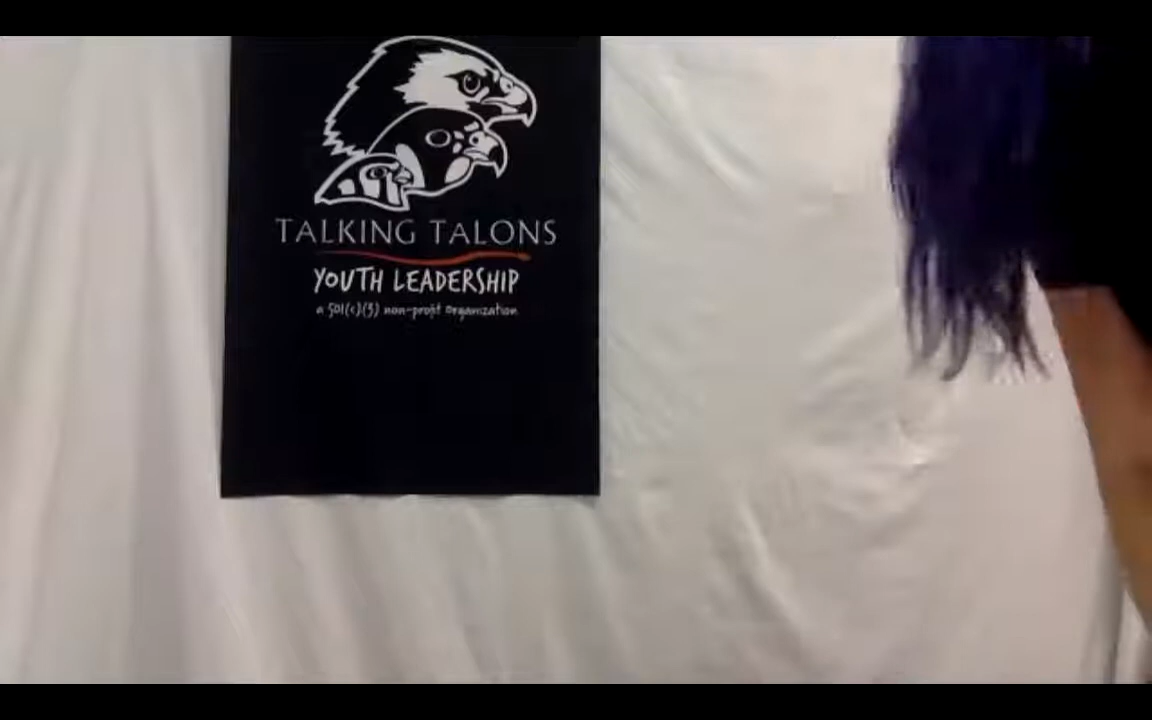 TALKING TALONS
YOUTH LEADERSHIP
a 501(c)(3) non-profit organization